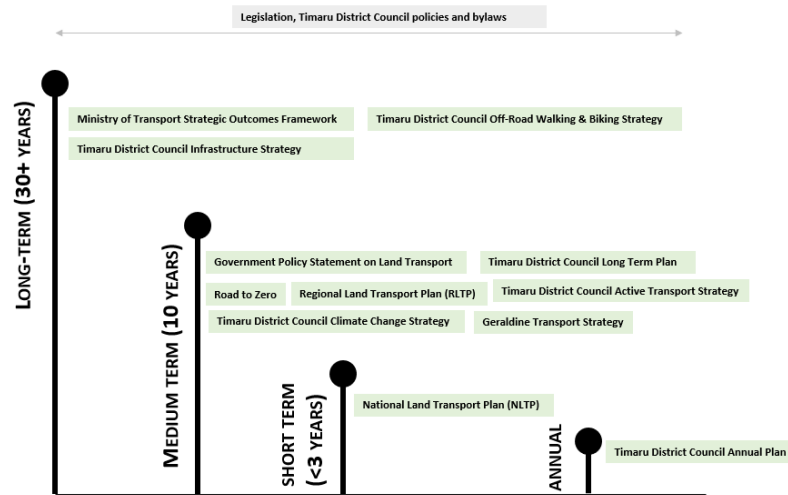 Legislation, Timaru District Council policies and bylaws
LONG-TERM (30+ YEARS)
Ministry of Transport Strategic Outcomes Framework
Timaru District Council Off-Road Walking & Biking Strategy
Timaru District Council Infrastructure Strategy
MEDIUM TERM (10 YEARS)
Government Policy Statement on Land Transport
Timaru District Council Long Term Plan
Road to Zero
Regional Land Transport Plan (RLTP)
Timaru District Council Active Transport Strategy
Timaru District Council Climate Change Strategy
Geraldine Transport Strategy
SHORT TERM
(<3 YEARS)
National Land Transport Plan (NLTP)
ANNUAL
Timaru District Council Annual Plan